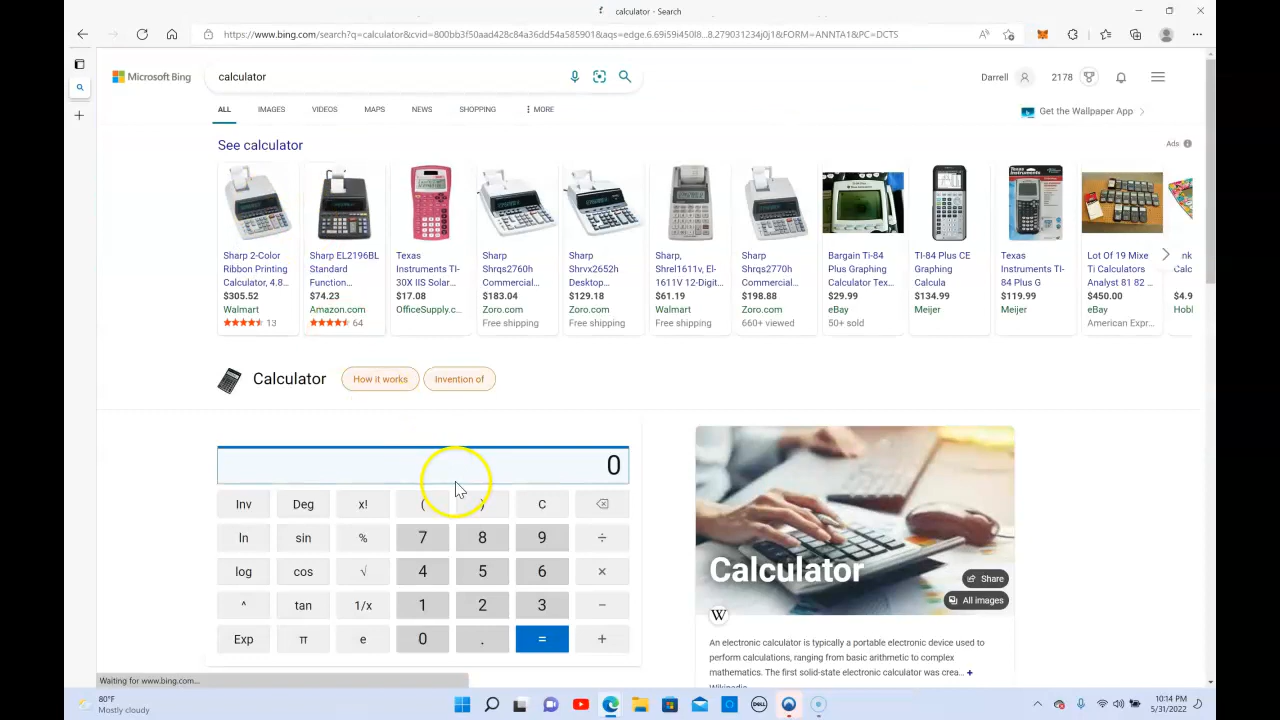 calculator - Search
https://www.bing.com/search?q=calculator&cvid=800bb3f50aad428c84a36dd54a585901&aqs=edge.6.69i59i450l8...8.279031234j0j1&FORM=ANNTA1&PC=DCTS
Microsoft Bing
calculator
Darrell
2178
ALL IMAGES VIDEOS MAPS NEWS SHOPPING MORE
Get the Wallpaper App
See calculator
Ads
Sharp 2-Color
Ribbon Printing
Calculator, 4.8...
$305.52
Walmart
13
Sharp EL2196BL
Standard
Function...
$74.23
Amazon.com
64
Texas
Instruments TI-
30X IIS Solar...
$17.08
OfficeSupply.c...
Sharp
Shrqs2760h
Commercial...
$183.04
Zoro.com
Free shipping
Sharp
Shrvx2652h
Desktop...
$129.18
Zoro.com
Free shipping
Sharp,
Shrel1611v, El-
1611V 12-Digit...
$61.19
Walmart
Free shipping
Sharp
Shrqs2770h
Commercial...
$198.88
Zoro.com
660+ viewed
Bargain Ti-84
Plus Graphing
Calculator Tex...
$29.99
eBay
50+ sold
TI-84 Plus CE
Graphing
Calcula
$134.99
Meijer
Texas
Instruments TI-
84 Plus G
$119.99
Meijer
Lot Of 19 Mixe
Ti Calculators
Analyst 81 82 ...
$450.00
eBay
American Expr...
Calc
$4.9
Hobl
Calculator
How it works
Invention of
0
Inv Deg x! ( ) C
ln sin % 7 8 9 ÷
log cos √ 4 5 6 ×
^ tan 1/x 1 2 3 −
Exp π e 0 . = +
Calculator
Share
All images
W
An electronic calculator is typically a portable electronic device used to
perform calculations, ranging from basic arithmetic to complex
mathematics. The first solid-state electronic calculator was crea... +
Wikipedia
Waiting for www.bing.com...
80°F
Mostly cloudy
DELL
10:14 PM
5/31/2022